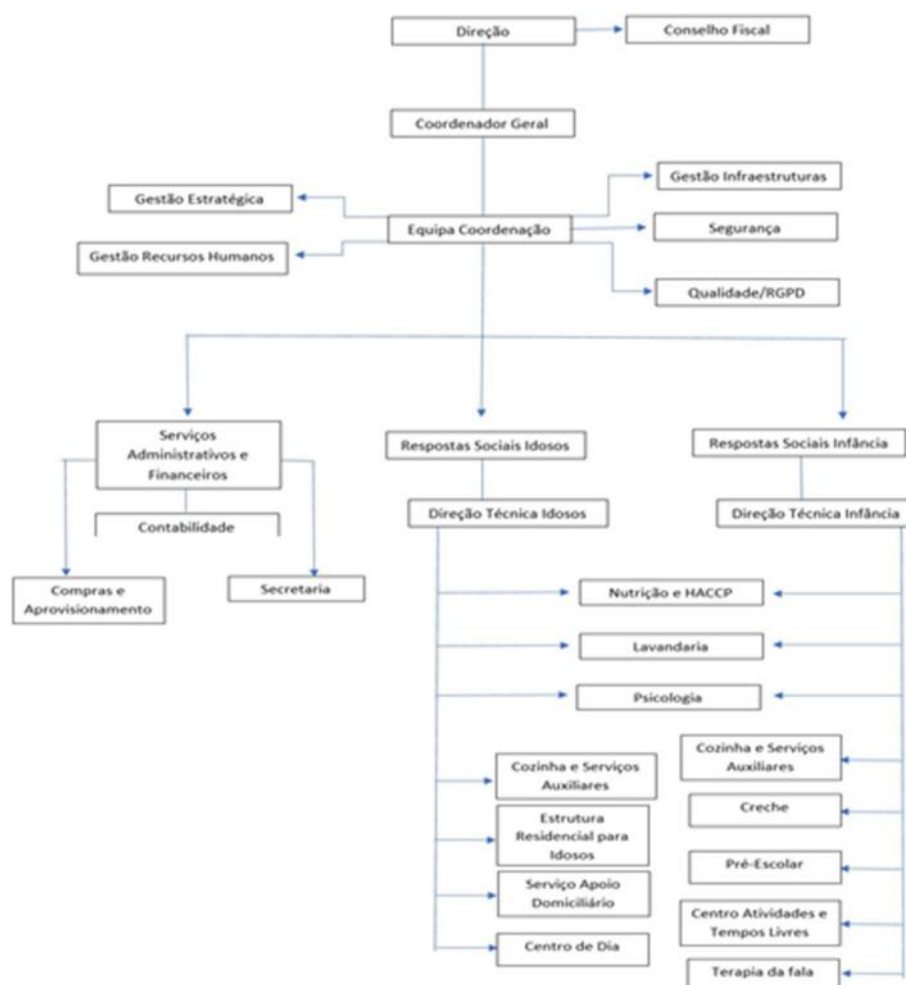 Direção
Conselho Fiscal
Coordenador Geral
Gestão Infraestruturas
Gestão Estratégica
Equipa Coordenação
Segurança
Gestão Recursos Humanos
Qualidade/RGPD
Serviços
Administrativos e
Financeiros
Respostas Sociais Idosos
Respostas Sociais Infância
Contabilidade
Direção Técnica Idosos
Direção Técnica Infância
Compras e
Aprovisionamento
Secretaria
Nutrição e HACCP
Lavandaria
Psicologia
Cozinha e Serviços
Auxiliares
Cozinha e Serviços
Auxiliares
Estrutura
Residencial para
Idosos
Creche
Serviço Apoio
Domiciliário
Pré-Escolar
Centro de Dia
Centro Atividades e
Tempos Livres
Terapia da fala